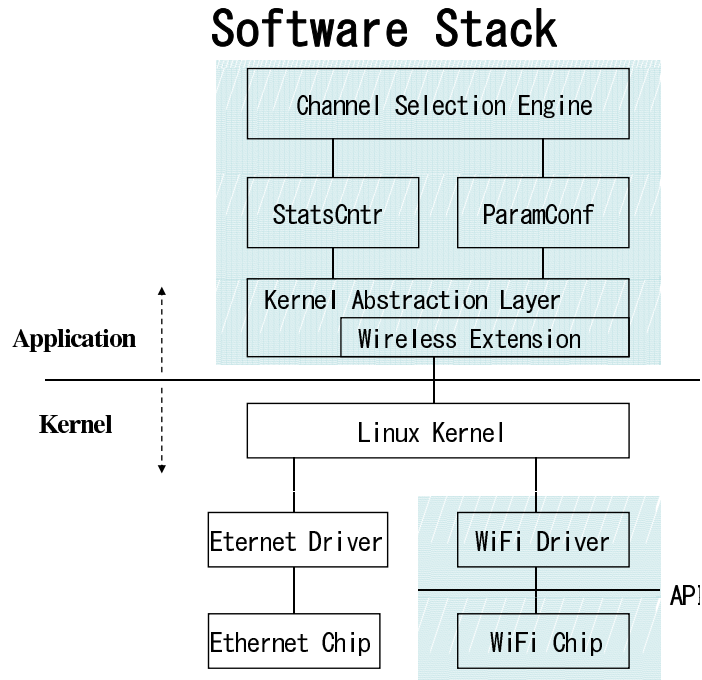 Software Stack
Channel Selection Engine
StatsCntr
ParamConf
Kernel Abstraction Layer
Wireless Extension
Application
Kernel
Linux Kernel
Eternet Driver
WiFi Driver
API
Ethernet Chip
WiFi Chip